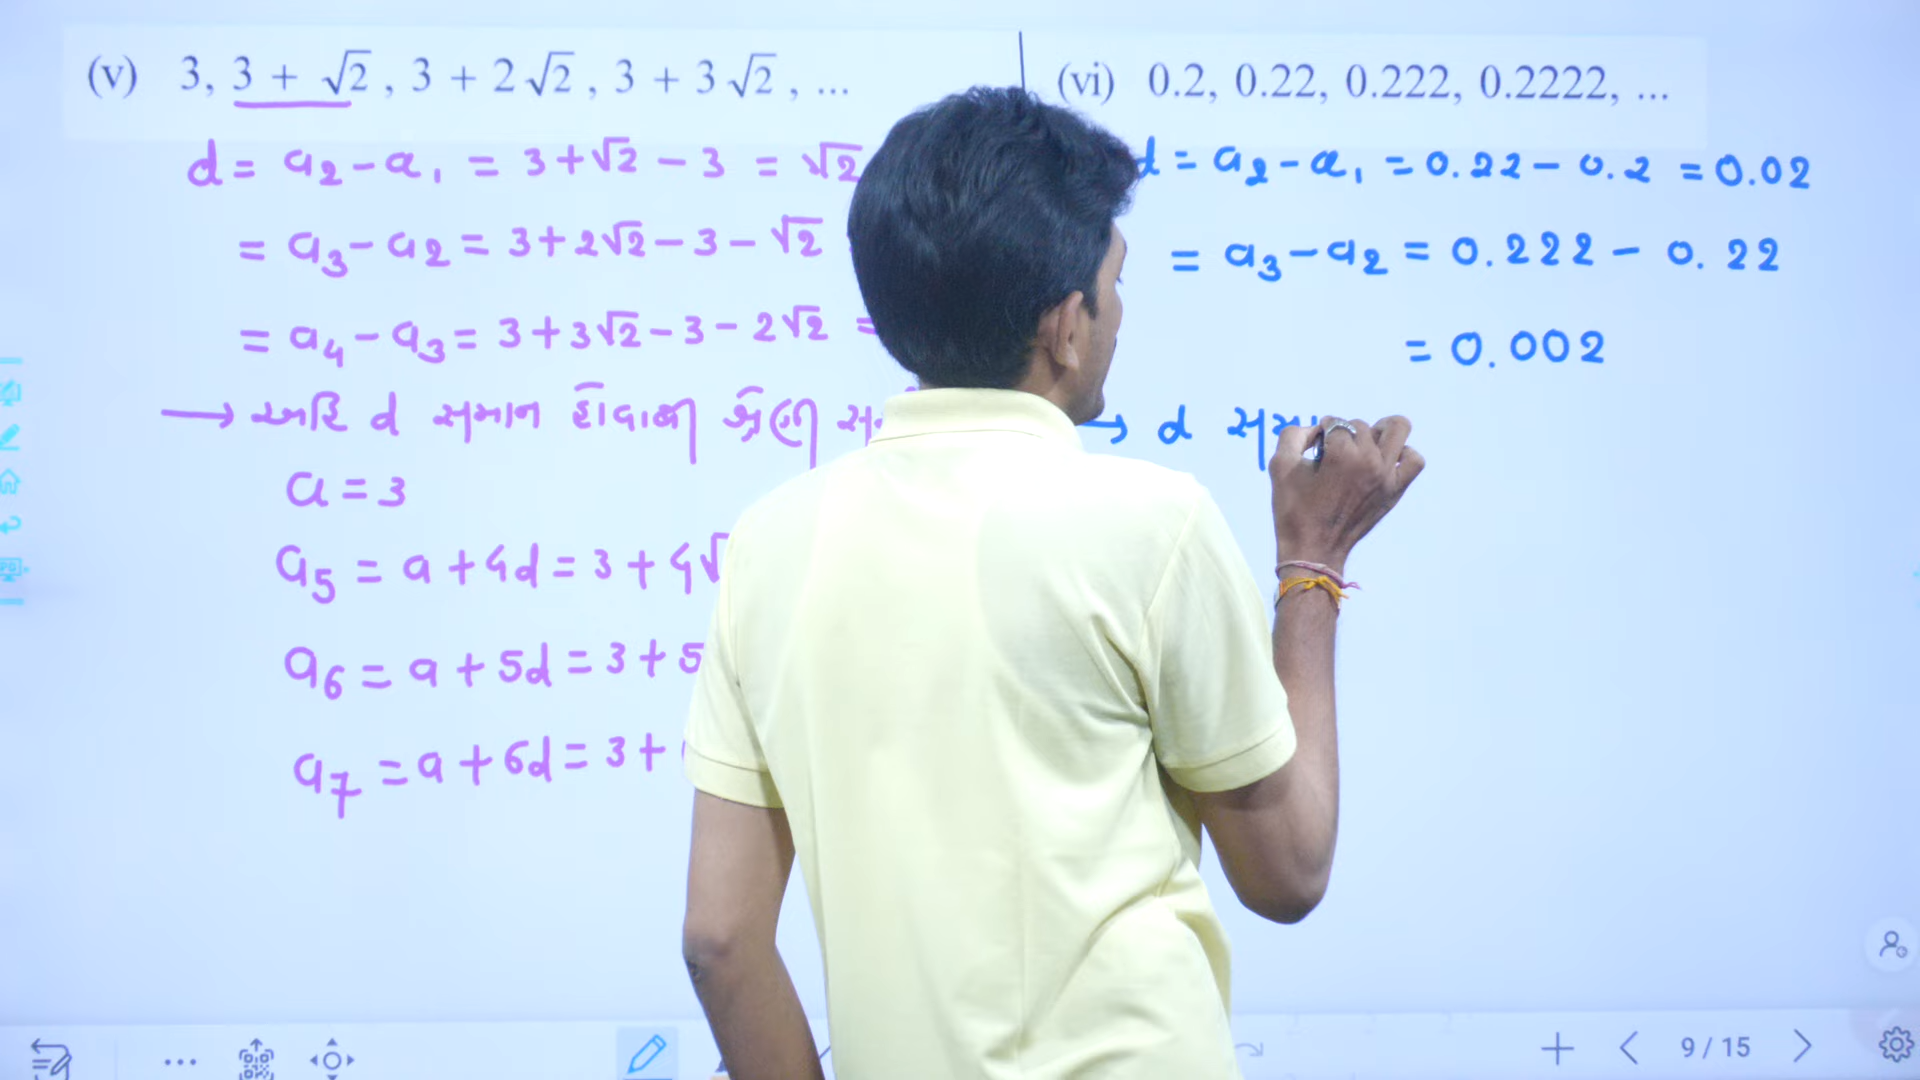 (v) 3, 3 + √2 , 3 + 2 √2 , 3 + 3 √2 , ...
d = a₂ - a₁ = 3 + √2 - 3 = √2
= a₃ - a₂ = 3 + 2√2 - 3 - √2
= a₄ - a₃ = 3 + 3√2 - 3 - 2√2 =
→ અહિ d સમાન હોવાથી શ્રેણી
a = 3
a₅ = a + 4d = 3 + 4√
a₆ = a + 5d = 3 + 5
a₇ = a + 6d = 3 +
(vi) 0.2, 0.22, 0.222, 0.2222, ...
d = a₂ - a₁ = 0.22 - 0.2 = 0.02
= a₃ - a₂ = 0.222 - 0.22
= 0.002
→ d
9 / 15